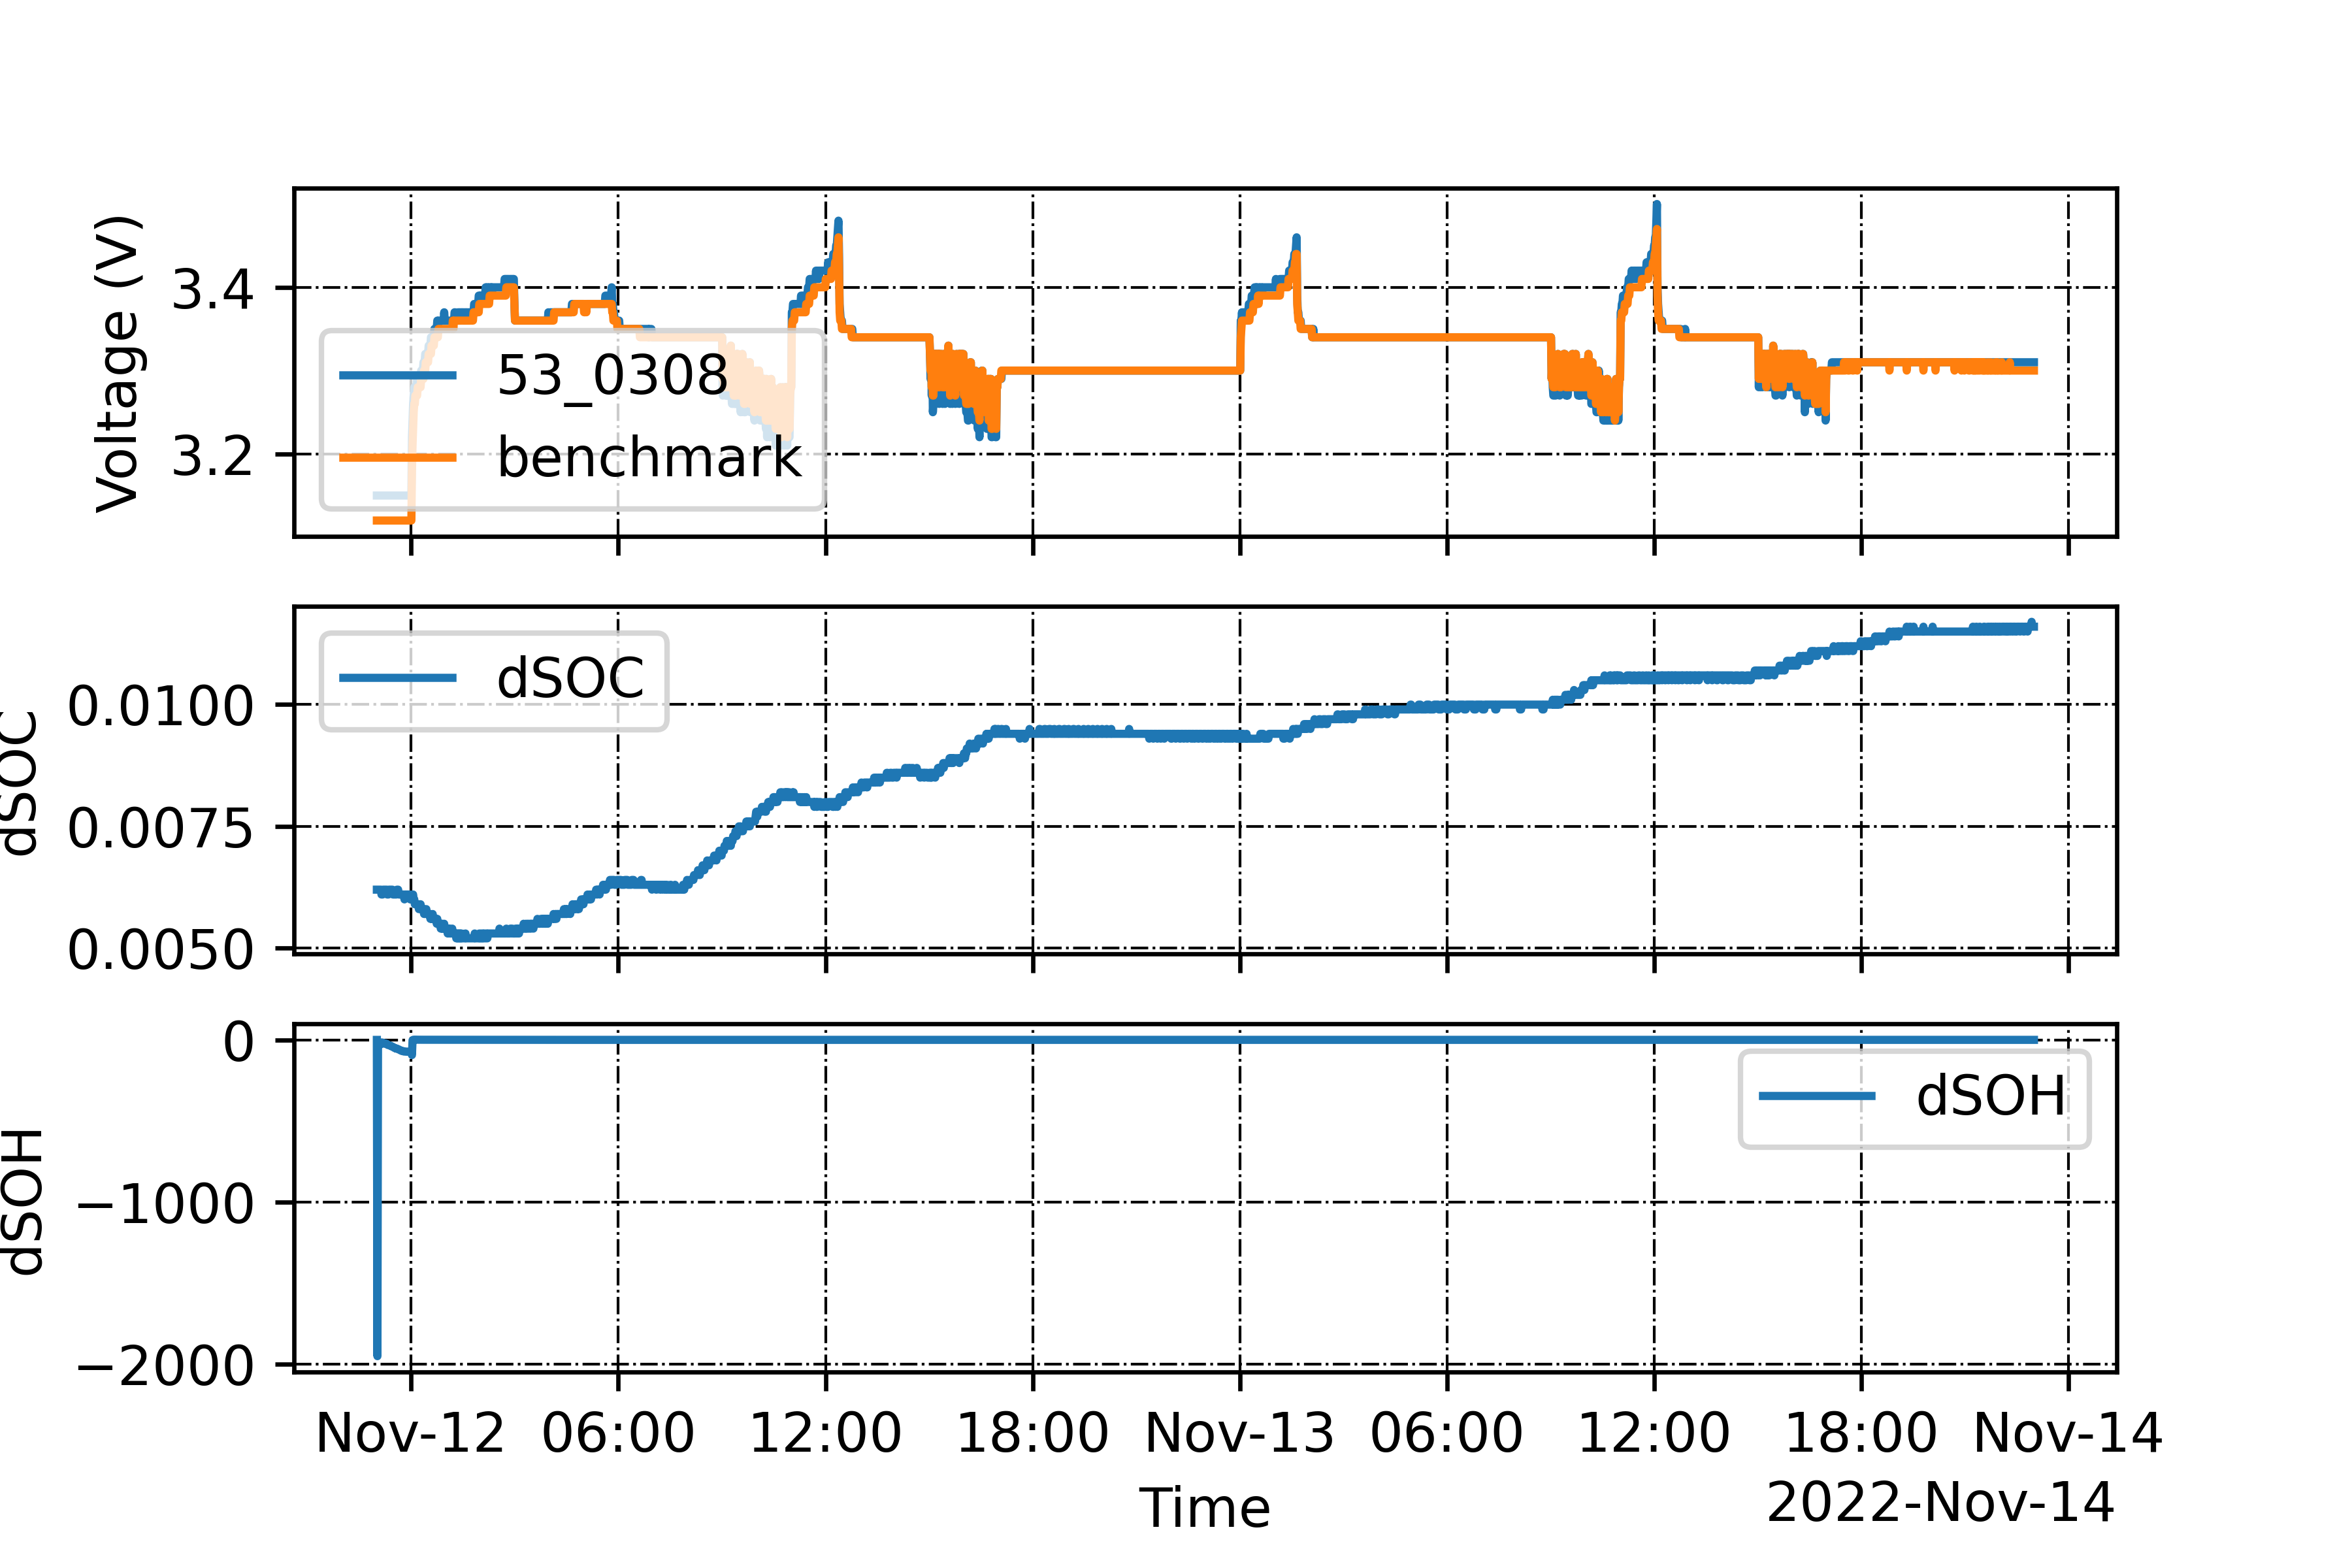 Voltage (V)
3.4
3.2
53_0308
benchmark
dSOC
0.0100
0.0075
0.0050
dSOC
dSOH
0
−1000
−2000
dSOH
Nov-12 06:00 12:00 18:00 Nov-13 06:00 12:00 18:00 Nov-14
Time
2022-Nov-14